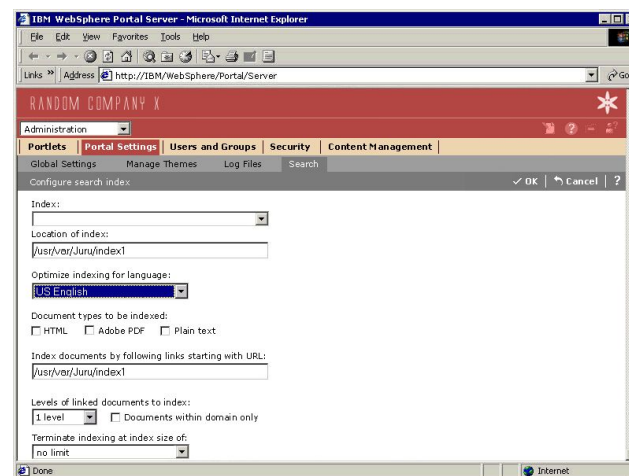 IBM WebSphere Portal Server - Microsoft Internet Explorer
File Edit View Favorites Tools Help
Links » Address http://IBM/WebSphere/Portal/Server Go
RANDOM COMPANY X
Administration
Portlets Portal Settings Users and Groups Security Content Management
Global Settings Manage Themes Log Files Search
Configure search index OK Cancel ?
Index:
Location of index:
/usr/var/Juru/index1
Optimize indexing for language:
US English
Document types to be indexed:
HTML Adobe PDF Plain text
Index documents by following links starting with URL:
/usr/var/Juru/index1
Levels of linked documents to index:
1 level Documents within domain only
Terminate indexing at index size of:
no limit
Done Internet